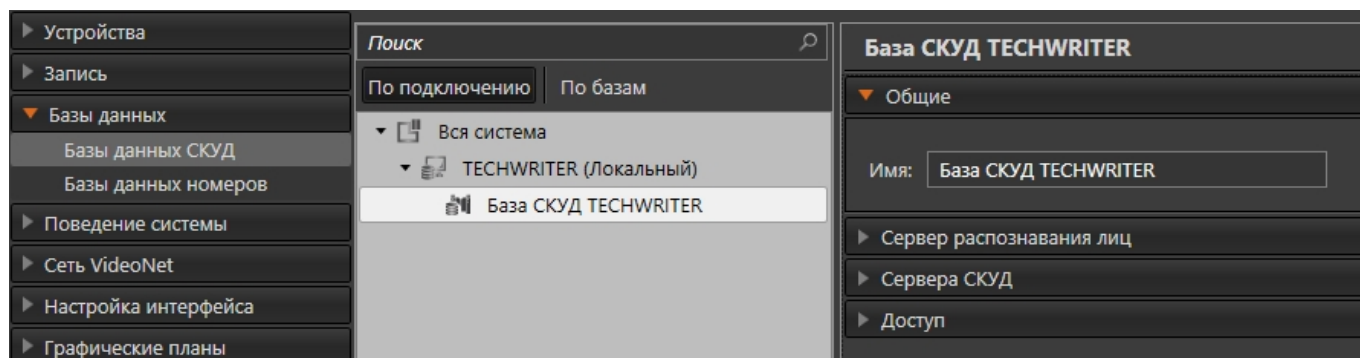 Устройства
Запись
Базы данных
Базы данных СКУД
Базы данных номеров
Поведение системы
Сеть VideoNet
Настройка интерфейса
Графические планы
Поиск
По подключению По базам
Вся система
TECHWRITER (Локальный)
База СКУД TECHWRITER
База СКУД TECHWRITER
Общие
Имя: База СКУД TECHWRITER
Сервер распознавания лиц
Сервера СКУД
Доступ